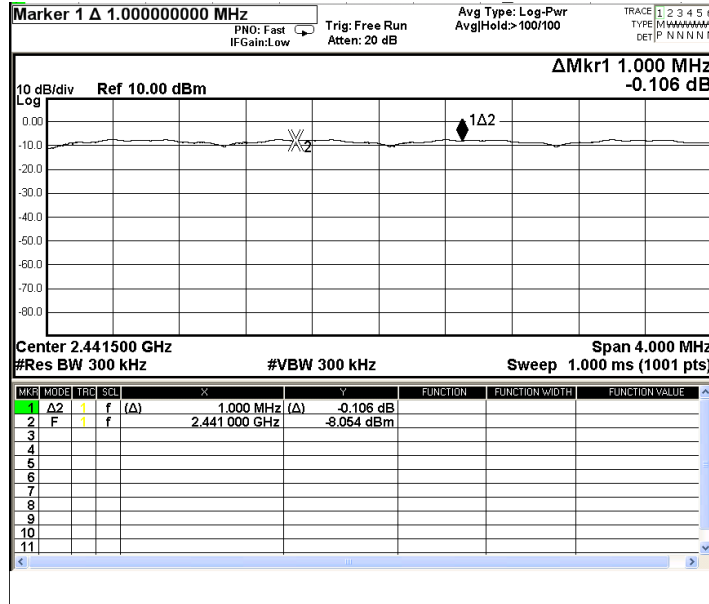 Marker 1 Δ 1.000000000 MHz
PNO: Fast
IFGain:Low
Trig: Free Run
Atten: 20 dB
Avg Type: Log-Pwr
Avg|Hold:>100/100
TRACE 1 2 3 4 5 6
TYPE M
DET P N N N N N
ΔMkr1 1.000 MHz
-0.106 dB
10 dB/div Ref 10.00 dBm
Log
0.00
-10.0
-20.0
-30.0
-40.0
-50.0
-60.0
-70.0
-80.0
1Δ2
2
Center 2.441500 GHz Span 4.000 MHz
#Res BW 300 kHz #VBW 300 kHz Sweep 1.000 ms (1001 pts)
MKR MODE TRC SCL X Y FUNCTION FUNCTION WIDTH FUNCTION VALUE
1 Δ2 1 f (Δ) 1.000 MHz (Δ) -0.106 dB
2 F 1 f 2.441 000 GHz -8.054 dBm
3
4
5
6
7
8
9
10
11